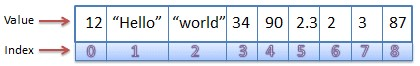 Value 12 “Hello” “world” 34 90 2.3 2 3 87
Index 0 1 2 3 4 5 6 7 8